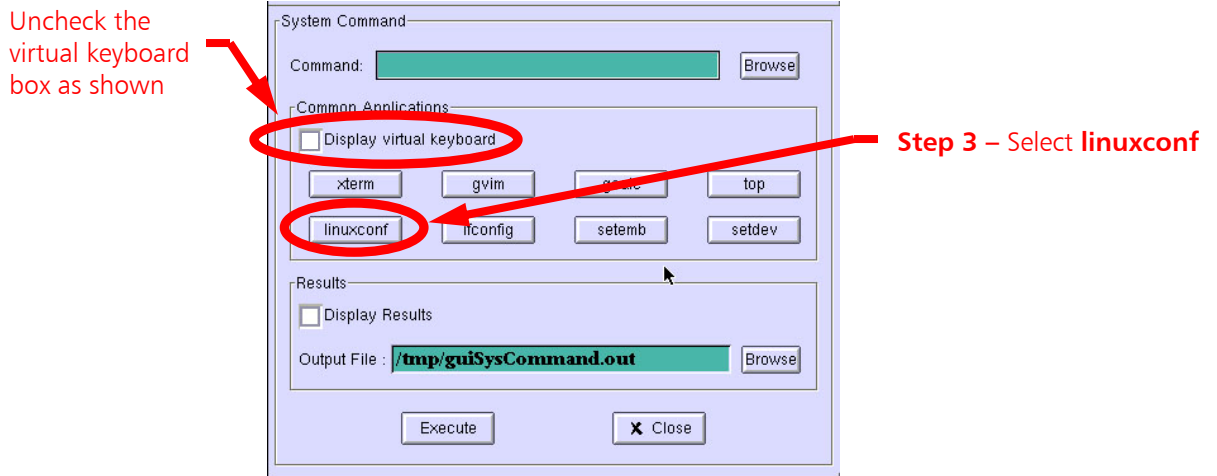 Uncheck the
virtual keyboard
box as shown
System Command
Command:
Browse
Common Applications
Display virtual keyboard
Step 3 – Select linuxconf
xterm
gvim
top
linuxconf
ifconfig
setemb
setdev
Results
Display Results
Output File :
/tmp/guiSysCommand.out
Browse
Execute
X Close